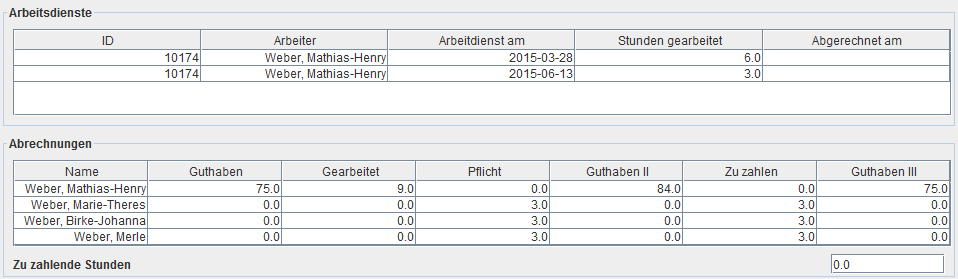 Arbeitsdienste
ID Arbeiter Arbeitdienst am Stunden gearbeitet Abgerechnet am
10174 Weber, Mathias-Henry 2015-03-28 6.0
10174 Weber, Mathias-Henry 2015-06-13 3.0
Abrechnungen
Name Guthaben Gearbeitet Pflicht Guthaben II Zu zahlen Guthaben III
Weber, Mathias-Henry 75.0 9.0 0.0 84.0 0.0 75.0
Weber, Marie-Theres 0.0 0.0 3.0 0.0 3.0 0.0
Weber, Birke-Johanna 0.0 0.0 3.0 0.0 3.0 0.0
Weber, Merle 0.0 0.0 3.0 0.0 3.0 0.0
Zu zahlende Stunden 0.0